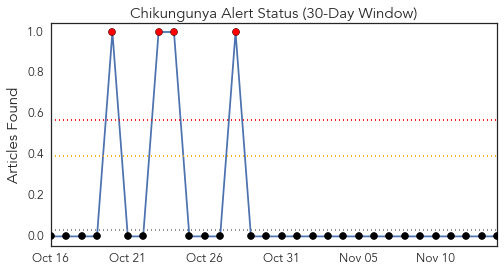 Chikungunya Alert Status (30-Day Window)
Articles Found
1.0
0.8
0.6
0.4
0.2
0.0
Oct 16 Oct 21 Oct 26 Oct 31 Nov 05 Nov 10